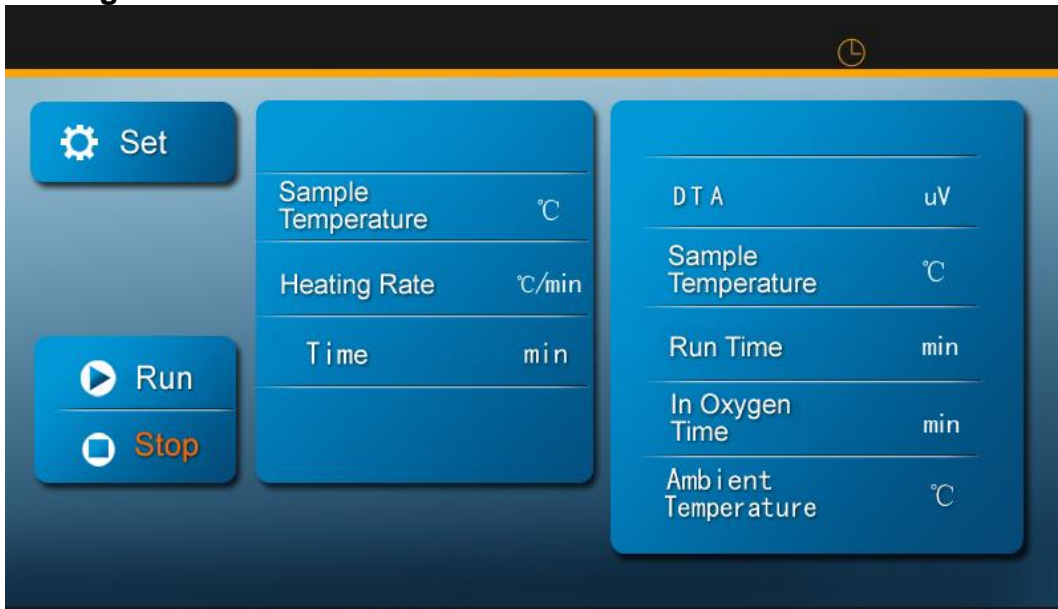 Set
Sample
Temperature ℃
Heating Rate ℃/min
Time min
Run
Stop
DTA uV
Sample
Temperature ℃
Run Time min
In Oxygen
Time min
Ambient
Temperature ℃